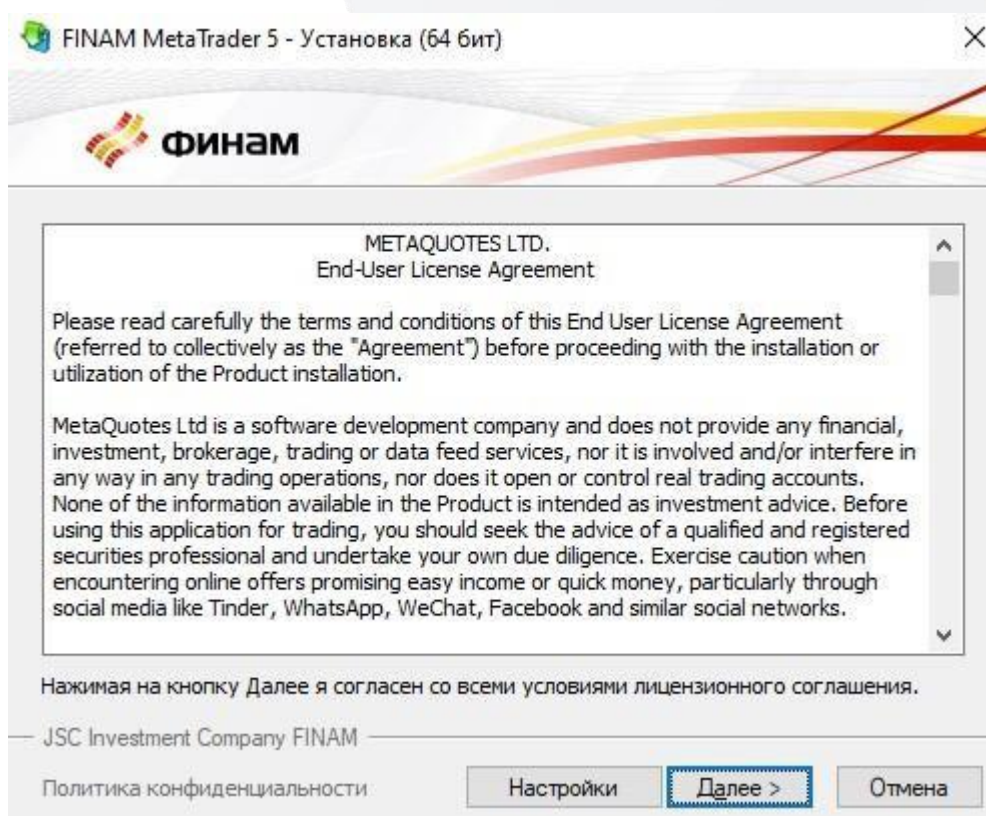 FINAM MetaTrader 5 - Установка (64 бит)
финам
METAQUOTES LTD.
End-User License Agreement
Please read carefully the terms and conditions of this End User License Agreement
(referred to collectively as the "Agreement") before proceeding with the installation or
utilization of the Product installation.
MetaQuotes Ltd is a software development company and does not provide any financial,
investment, brokerage, trading or data feed services, nor it is involved and/or interfere in
any way in any trading operations, nor does it open or control real trading accounts.
None of the information available in the Product is intended as investment advice. Before
using this application for trading, you should seek the advice of a qualified and registered
securities professional and undertake your own due diligence. Exercise caution when
encountering online offers promising easy income or quick money, particularly through
social media like Tinder, WhatsApp, WeChat, Facebook and similar social networks.
Нажимая на кнопку Далее я согласен со всеми условиями лицензионного соглашения.
JSC Investment Company FINAM
Политика конфиденциальности
Настройки
Далее >
Отмена